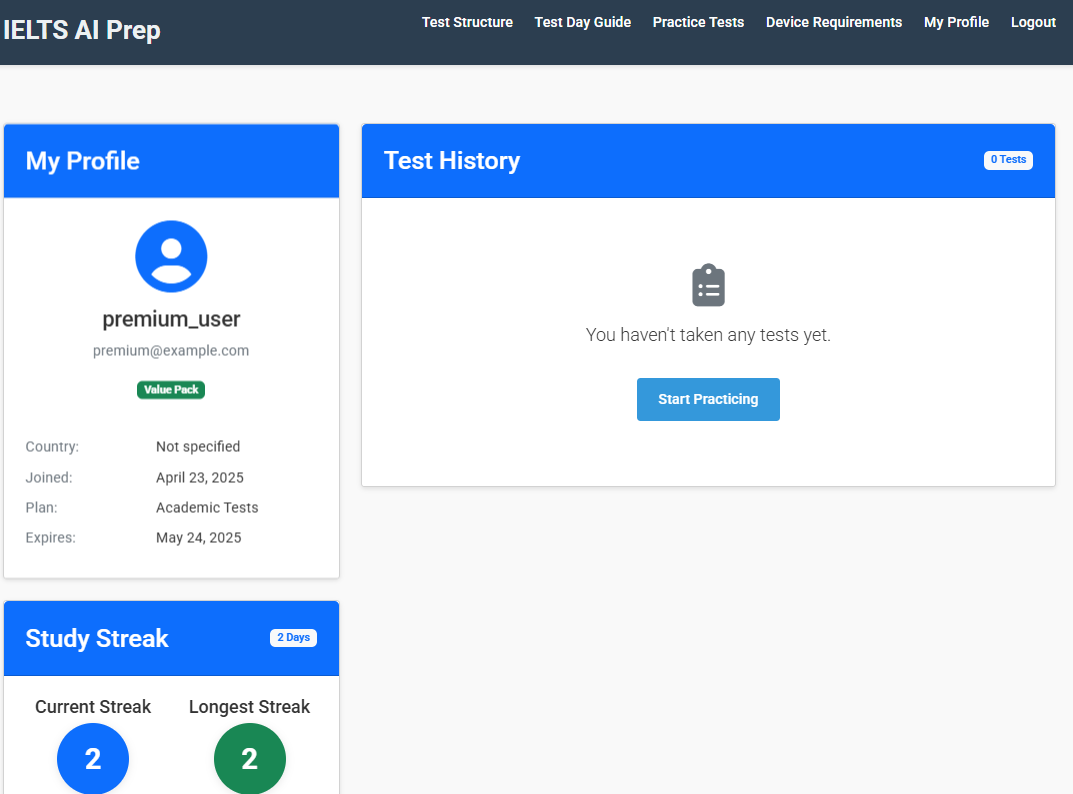 IELTS AI Prep
Test Structure Test Day Guide Practice Tests Device Requirements My Profile Logout
My Profile
premium_user
premium@example.com
Value Pack
Country: Not specified
Joined: April 23, 2025
Plan: Academic Tests
Expires: May 24, 2025
Study Streak 2 Days
Current Streak Longest Streak
2 2
Test History 0 Tests
You haven't taken any tests yet.
Start Practicing